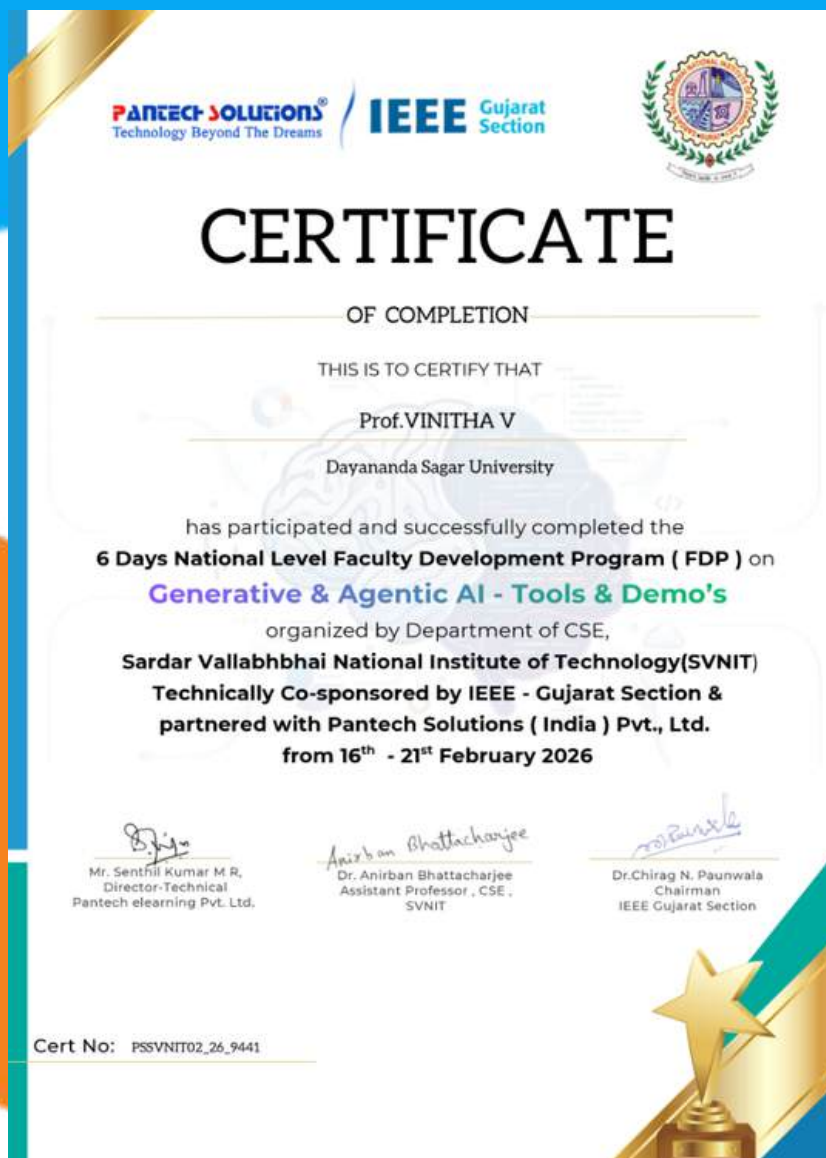 PANTECH SOLUTIONS®
Technology Beyond The Dreams
IEEE Gujarat Section
CERTIFICATE
OF COMPLETION
THIS IS TO CERTIFY THAT
Prof.VINITHA V
Dayananda Sagar University
has participated and successfully completed the
6 Days National Level Faculty Development Program ( FDP ) on
Generative & Agentic AI - Tools & Demo's
organized by Department of CSE,
Sardar Vallabhbhai National Institute of Technology(SVNIT)
Technically Co-sponsored by IEEE - Gujarat Section &
partnered with Pantech Solutions ( India ) Pvt., Ltd.
from 16th - 21st February 2026
Anirban Bhattacharjee
Mr. Senthil Kumar M R,
Director-Technical
Pantech elearning Pvt. Ltd.
Dr. Anirban Bhattacharjee
Assistant Professor , CSE ,
SVNIT
Dr.Chirag N. Paunwala
Chairman
IEEE Gujarat Section
Cert No: PSSVNIT02_26_9441